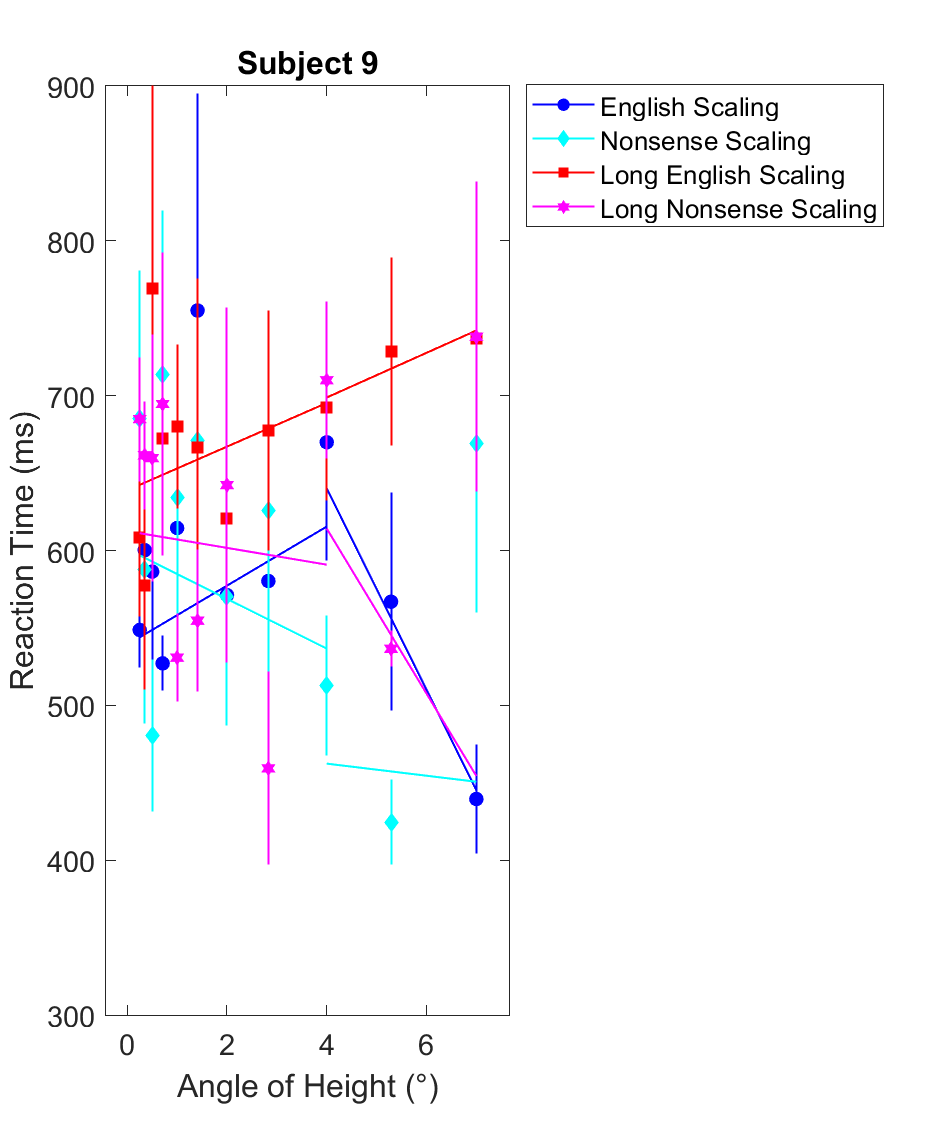 Subject 9
900
800
700
600
500
400
300
0 2 4 6
Reaction Time (ms)
Angle of Height (°)
English Scaling
Nonsense Scaling
Long English Scaling
Long Nonsense Scaling